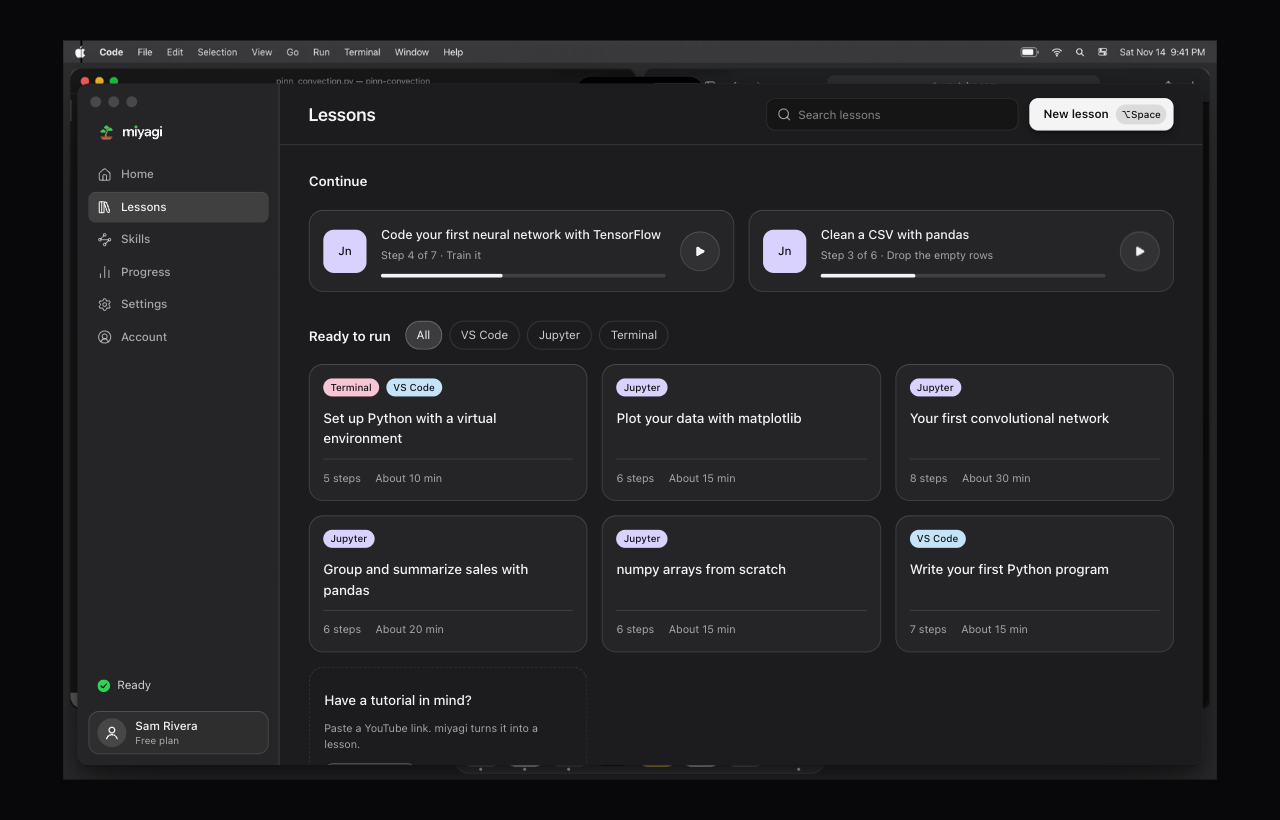 Code File Edit Selection View Go Run Terminal Window Help
Sat Nov 14 9:41 PM
pinn_convection.py — pinn-convection
miyagi
Home
Lessons
Skills
Progress
Settings
Account
Ready
Sam Rivera
Free plan
Lessons
Search lessons
New lesson ⌥Space
Continue
Jn
Code your first neural network with TensorFlow
Step 4 of 7 · Train it
Jn
Clean a CSV with pandas
Step 3 of 6 · Drop the empty rows
Ready to run
All
VS Code
Jupyter
Terminal
Terminal VS Code
Set up Python with a virtual
environment
5 steps About 10 min
Jupyter
Plot your data with matplotlib
6 steps About 15 min
Jupyter
Your first convolutional network
8 steps About 30 min
Jupyter
Group and summarize sales with
pandas
6 steps About 20 min
Jupyter
numpy arrays from scratch
6 steps About 15 min
VS Code
Write your first Python program
7 steps About 15 min
Have a tutorial in mind?
Paste a YouTube link. miyagi turns it into a
lesson.